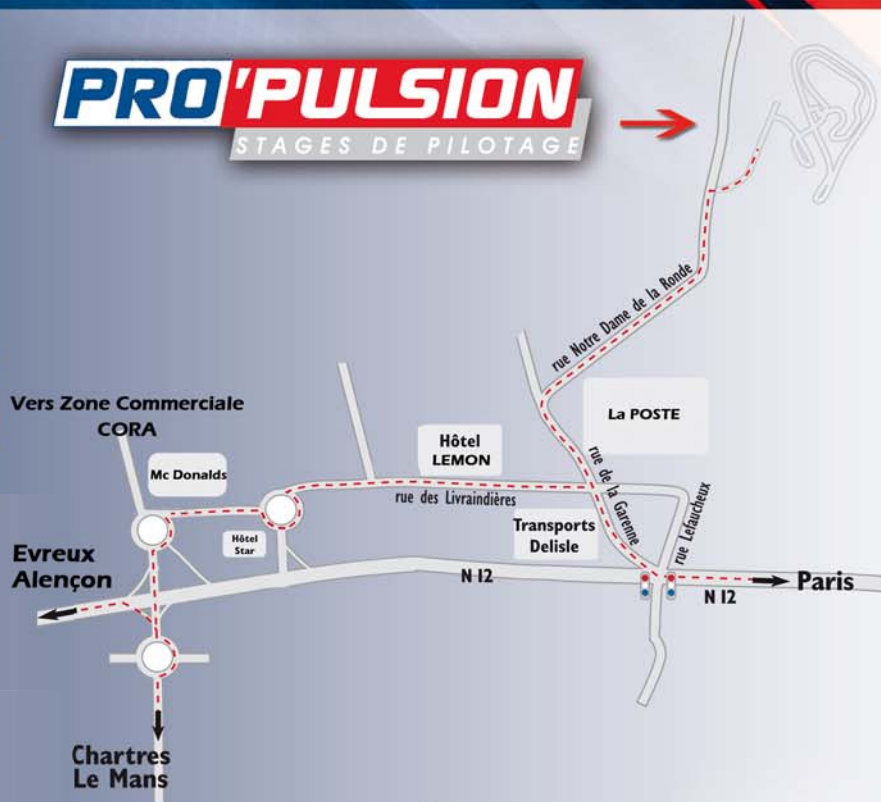 PRO'PULSION
STAGES DE PILOTAGE
rue Notre Dame de la Ronde
Vers Zone Commerciale
CORA
La POSTE
Mc Donalds
Hôtel
LEMON
rue des Livraindières
rue de la Garenne
Hôtel
Star
Transports
Delisle
rue Lefaucheux
Evreux
Alençon
N 12
Paris
N 12
Chartres
Le Mans